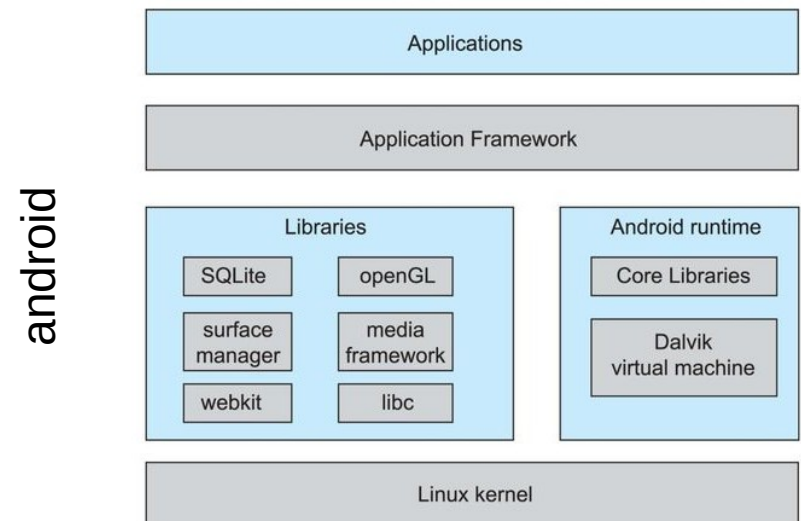 android
Applications
Application Framework
Libraries
SQLite
openGL
surface
manager
media
framework
webkit
libc
Android runtime
Core Libraries
Dalvik
virtual machine
Linux kernel